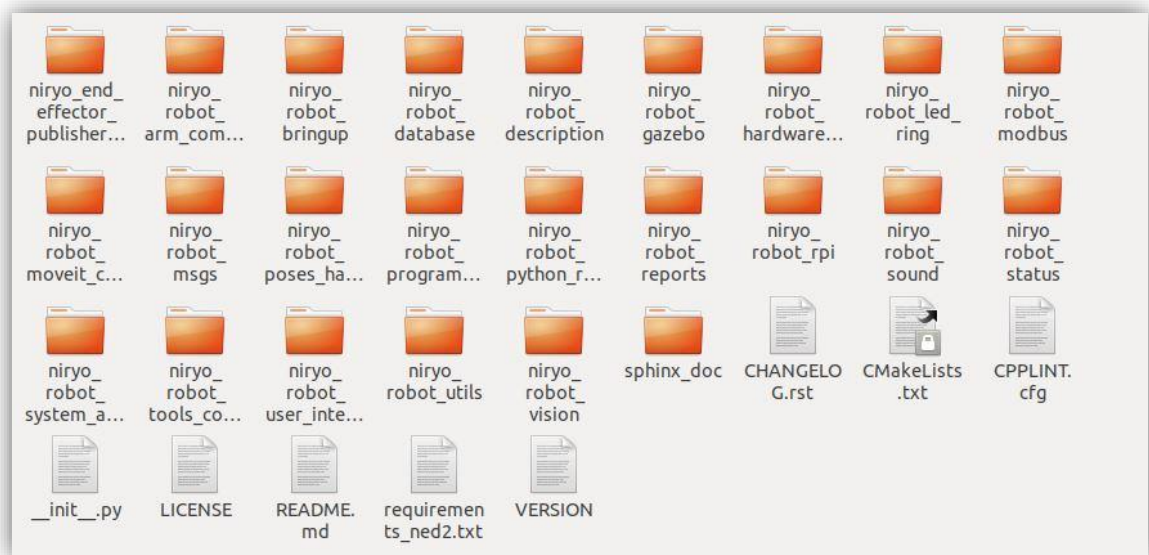 niryo_end_
effector_
publisher...
niryo_
robot_
arm_com...
niryo_
robot_
bringup
niryo_
robot_
database
niryo_
robot_
description
niryo_
robot_
gazebo
niryo_
robot_
hardware...
niryo_
robot_led_
ring
niryo_
robot_
modbus
niryo_
robot_
moveit_c...
niryo_
robot_
msgs
niryo_
robot_
poses_ha...
niryo_
robot_
program...
niryo_
robot_
python_r...
niryo_
robot_
reports
niryo_
robot_rpi
niryo_
robot_
sound
niryo_
robot_
status
niryo_
robot_
system_a...
niryo_
robot_
tools_co...
niryo_
robot_
user_inte...
niryo_
robot_utils
niryo_
robot_
vision
sphinx_doc
CHANGELO
G.rst
CMakeLists
.txt
CPPLINT.
cfg
__init__.py
LICENSE
README.
md
requiremen
ts_ned2.txt
VERSION